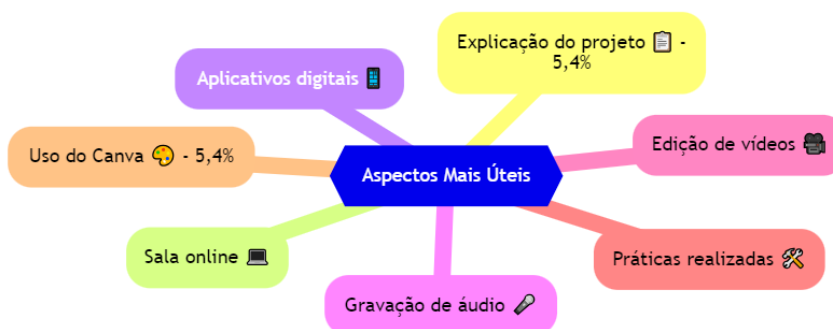 Explicação do projeto 📋 -
5,4%
Aplicativos digitais 📱
Edição de vídeos 🎥
Uso do Canva 🎨 - 5,4%
Aspectos Mais Úteis
Sala online 💻
Práticas realizadas 🛠
Gravação de áudio 🎤